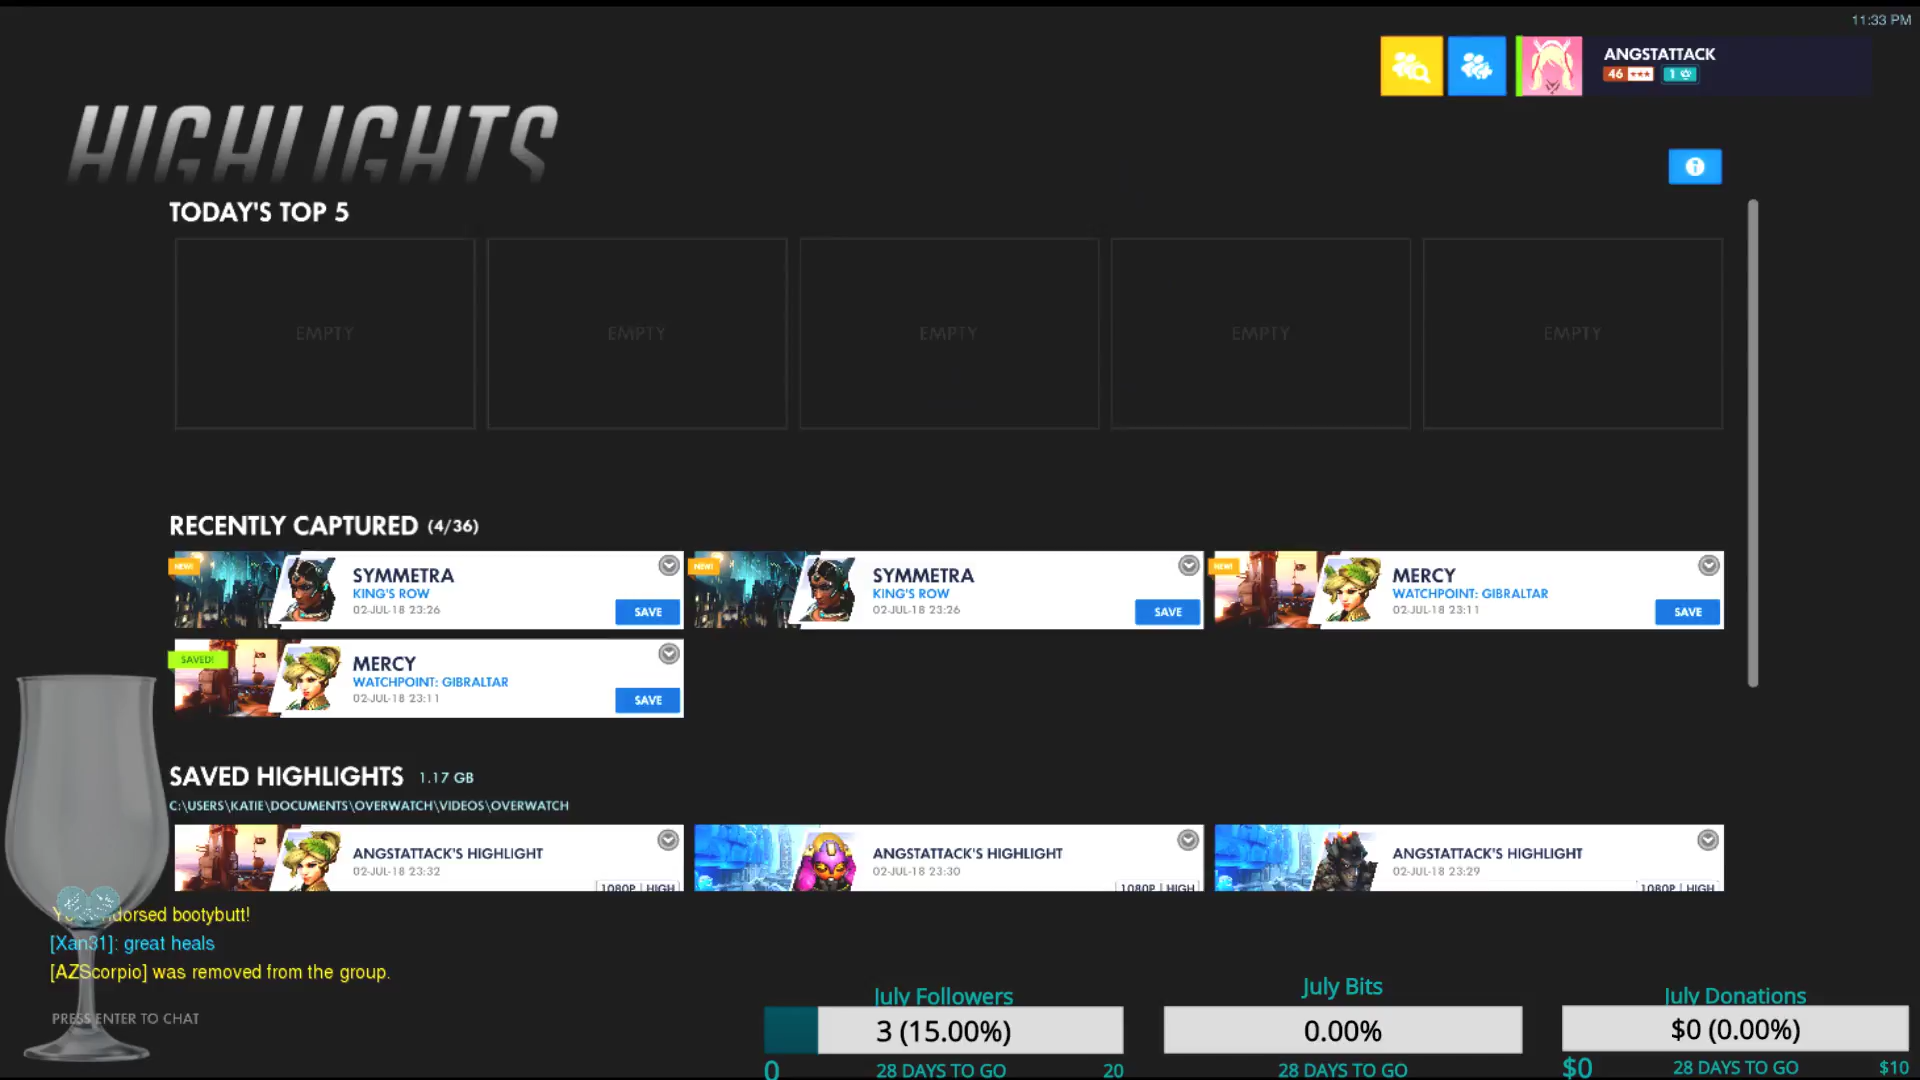 11:33 PM
ANGSTATTACK
46 ★★★ 1
HIGHLIGHTS
TODAY'S TOP 5
EMPTY EMPTY EMPTY EMPTY EMPTY
RECENTLY CAPTURED (4/36)
NEW!
SYMMETRA
KING'S ROW
02-JUL-18 23:26
SAVE
NEW!
SYMMETRA
KING'S ROW
02-JUL-18 23:26
SAVE
NEW!
MERCY
WATCHPOINT: GIBRALTAR
02-JUL-18 23:11
SAVE
SAVED!
MERCY
WATCHPOINT: GIBRALTAR
02-JUL-18 23:11
SAVE
SAVED HIGHLIGHTS 1.17 GB
C:\USERS\KATIE\DOCUMENTS\OVERWATCH\VIDEOS\OVERWATCH
ANGSTATTACK'S HIGHLIGHT
02-JUL-18 23:32
1080P | HIGH
ANGSTATTACK'S HIGHLIGHT
02-JUL-18 23:30
1080P | HIGH
ANGSTATTACK'S HIGHLIGHT
02-JUL-18 23:29
1080P | HIGH
bootybutt!
[Xan31]: great heals
[AZScorpio] was removed from the group.
PRESS ENTER TO CHAT
July Followers
3 (15.00%)
0 28 DAYS TO GO 20
July Bits
0.00%
28 DAYS TO GO
July Donations
$0 (0.00%)
$0 28 DAYS TO GO $10